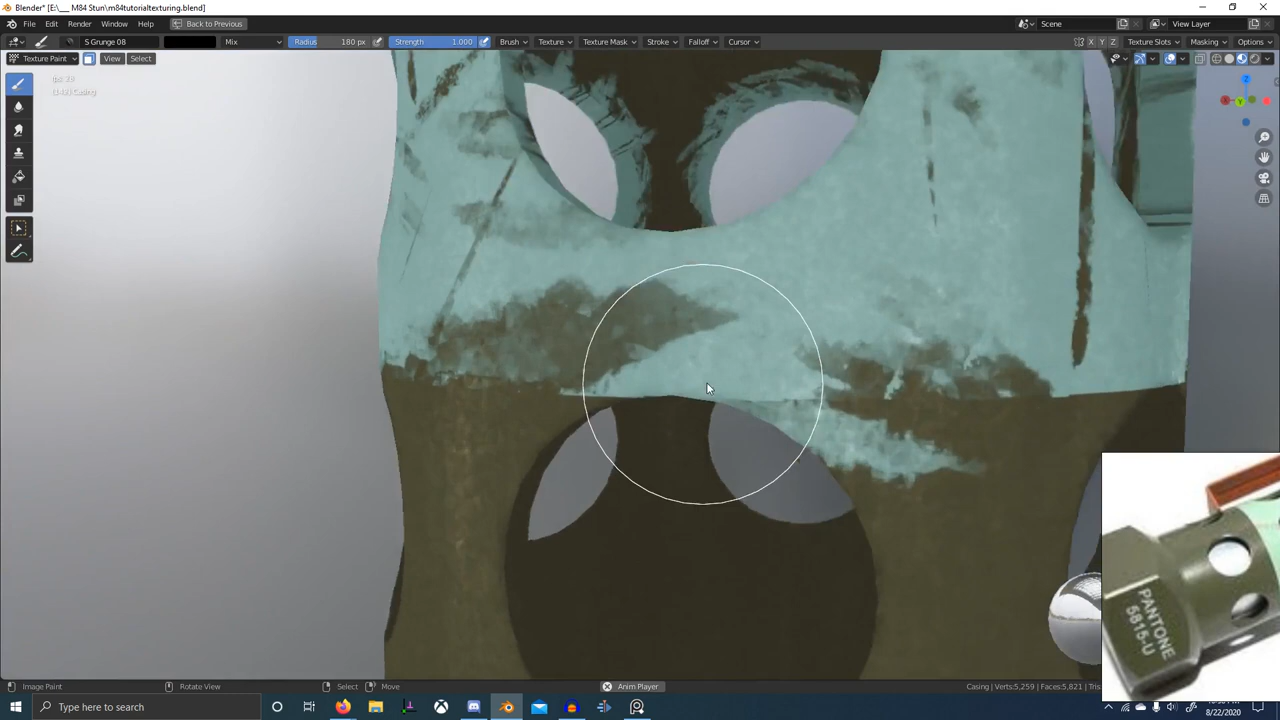 Blender* [E:\___ M84 Stun\m84tutorialtexturing.blend]
File Edit Render Window Help Back to Previous Scene View Layer
S Grunge 08 Mix Radius 180 px Strength 1.000 Brush Texture Texture Mask Stroke Falloff Cursor X Y Z Texture Slots Masking Options
Texture Paint View Select
(142) Casing
PANTONE
5815-U
Image Paint Rotate View Select Move Anim Player Casing | Verts:5,259 | Faces:5,821 | Tris
Type here to search
8/22/2020